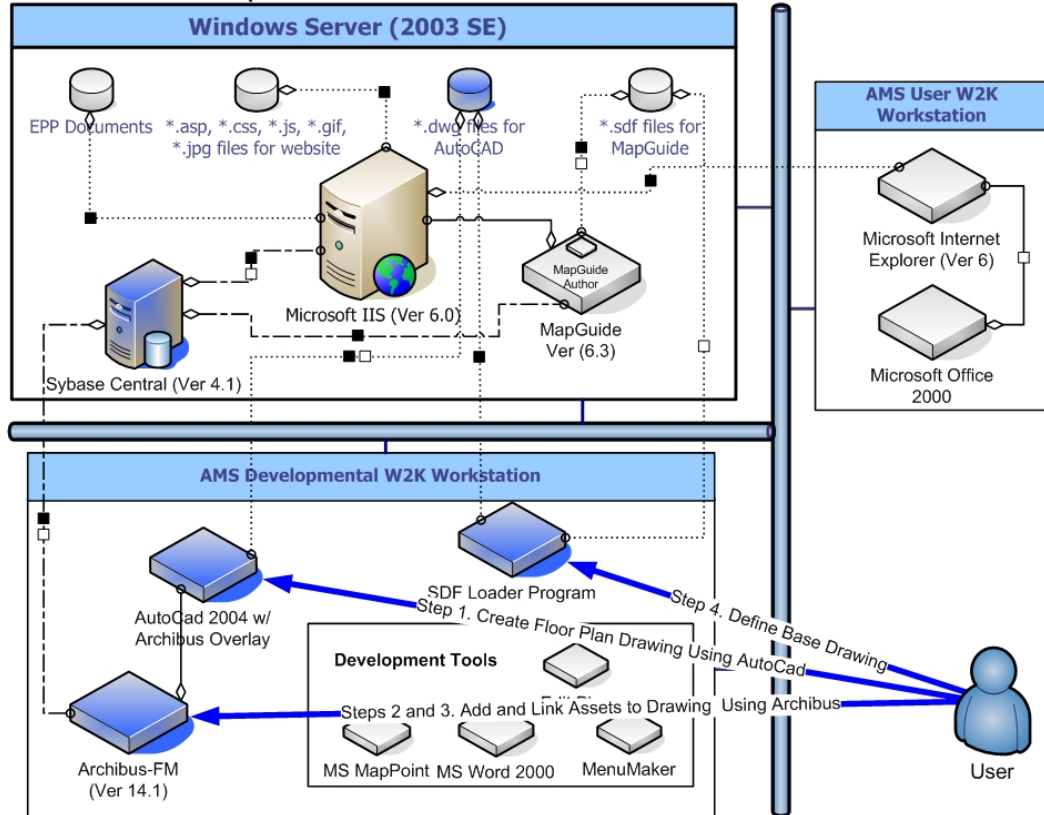 Windows Server (2003 SE)
EPP Documents
*.asp, *.css, *.js, *.gif,
*.jpg files for website
*.dwg files for
AutoCAD
*.sdf files for
MapGuide
AMS User W2K
Workstation
Microsoft Internet
Explorer (Ver 6)
Microsoft Office
2000
MapGuide
Author
Microsoft IIS (Ver 6.0)
MapGuide
Ver (6.3)
Sybase Central (Ver 4.1)
AMS Developmental W2K Workstation
SDF Loader Program
AutoCad 2004 w/
Archibus Overlay
Step 1. Create Floor Plan Drawing Using AutoCad
Step 4. Define Base Drawing
Development Tools
Steps 2 and 3. Add and Link Assets to Drawing Using Archibus
MS MapPoint
MS Word 2000
MenuMaker
Archibus-FM
(Ver 14.1)
User